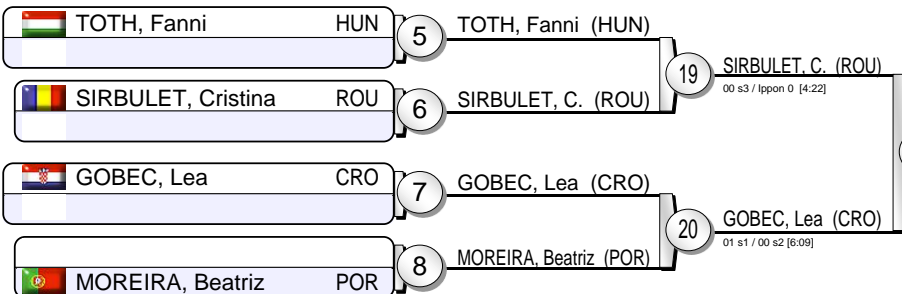 TOTH, Fanni HUN
5
TOTH, Fanni (HUN)
19
SIRBULET, C. (ROU)
00 s3 / Ippon 0 [4:22]
SIRBULET, Cristina ROU
6
SIRBULET, C. (ROU)
GOBEC, Lea CRO
7
GOBEC, Lea (CRO)
20
GOBEC, Lea (CRO)
01 s1 / 00 s2 [6:09]
MOREIRA, Beatriz POR
8
MOREIRA, Beatriz (POR)